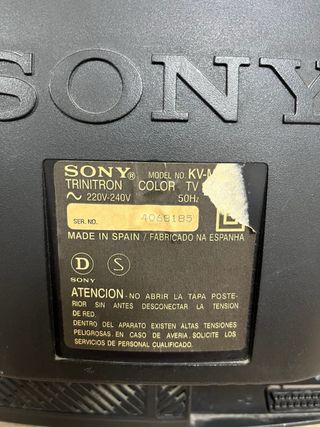 SONY
SONY®
MODEL NO. KV-M
TRINITRON COLOR TV
~ 220V-240V 50Hz
SER. NO. 4068185
MADE IN SPAIN / FABRICADO NA ESPANHA
D S
SONY
ATENCION - NO ABRIR LA TAPA POSTE-
RIOR SIN ANTES DESCONECTAR LA TENSION
DE RED.
DENTRO DEL APARATO EXISTEN ALTAS TENSIONES
PELIGROSAS. EN CASO DE AVERIA. SOLICITE LOS
SERVICIOS DE PERSONAL CUALIFICADO.